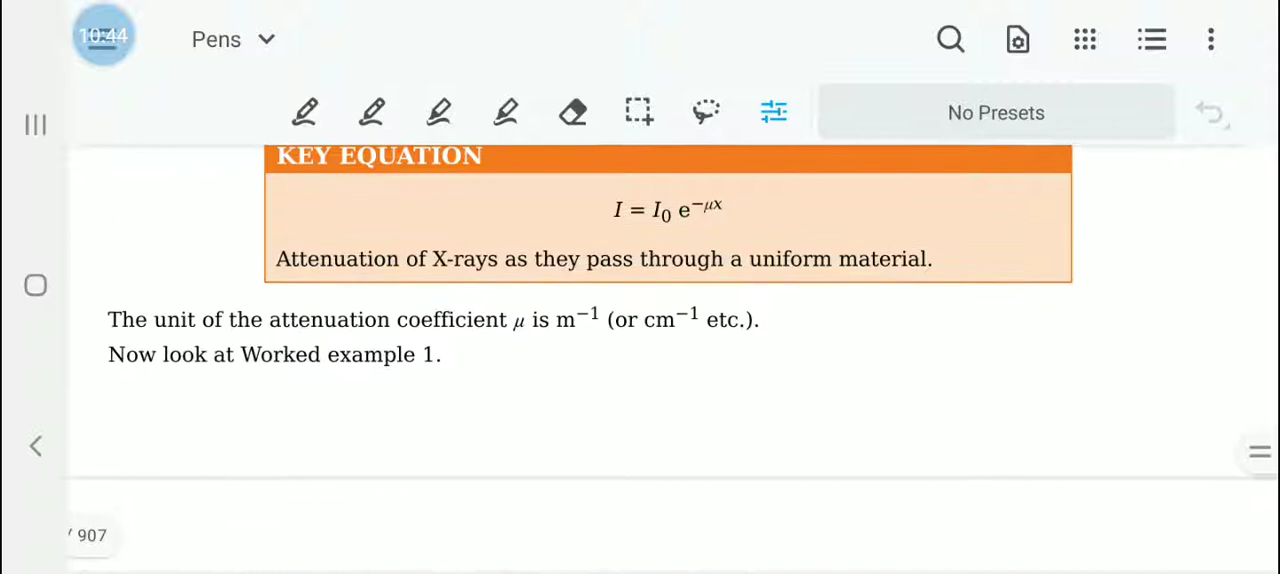 10:44
Pens
No Presets
KEY EQUATION
I = I₀ e⁻ᵘˣ
Attenuation of X-rays as they pass through a uniform material.
The unit of the attenuation coefficient μ is m⁻¹ (or cm⁻¹ etc.).
Now look at Worked example 1.
/ 907